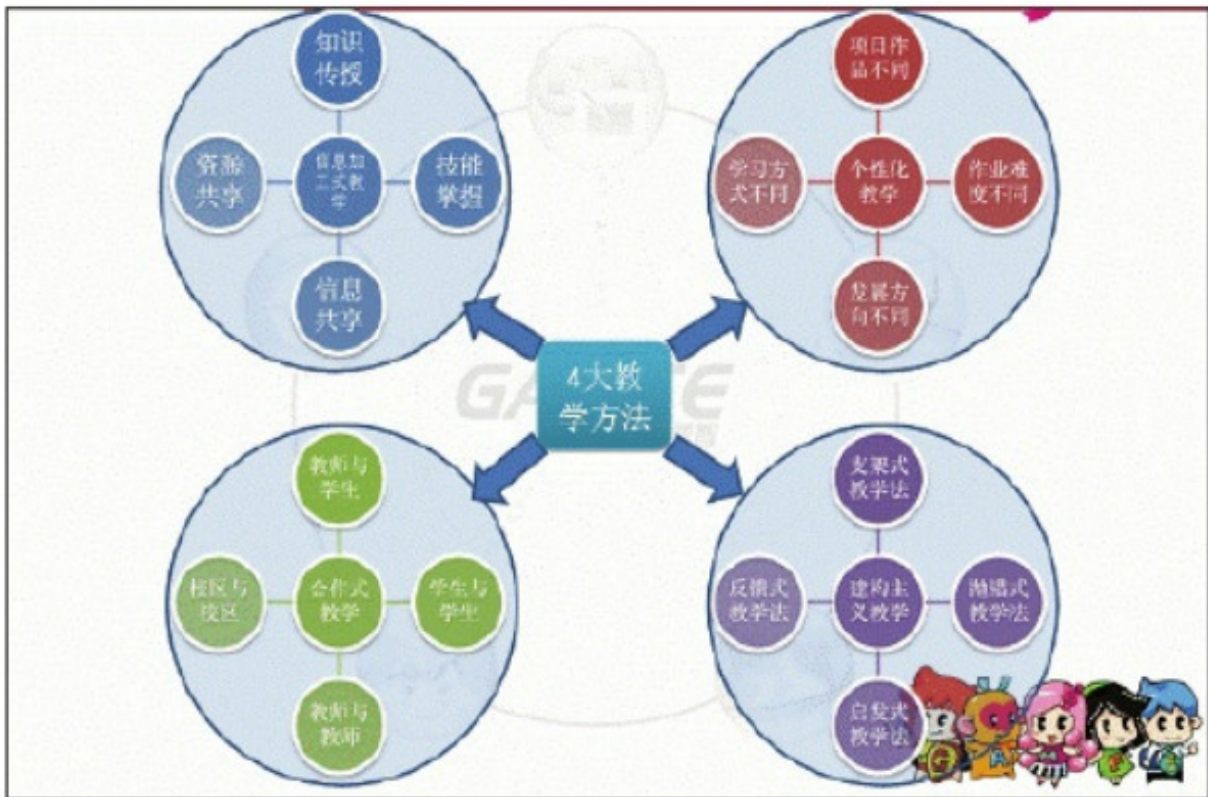 知识
传授
资源
共享
信息加
工式教
学
技能
掌握
信息
共享
项目作
品不同
学习方
式不同
个性化
教学
作业难
度不同
发展方
向不同
4大教
学方法
教师与
学生
校区与
校区
合作式
教学
学生与
学生
教师与
教师
支架式
教学法
反馈式
教学法
建构主
义教学
抛锚式
教学法
启发式
教学法